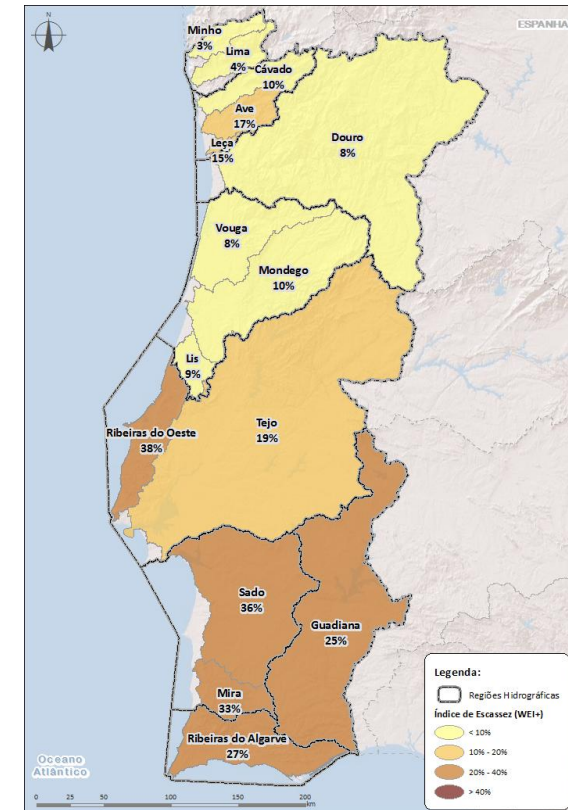 ESPANHA
Minho
3%
Lima
4%
Cávado
10%
Ave
17%
Leça
15%
Douro
8%
Vouga
8%
Mondego
10%
Lis
9%
Ribeiras do Oeste
38%
Tejo
19%
Sado
36%
Guadiana
25%
Mira
33%
Ribeiras do Algarve
27%
Oceano
Atlântico
0 25 50 100 150 200
km
Legenda:
Regiões Hidrográficas
Índice de Escassez (WEI+)
< 10%
10% - 20%
20% - 40%
> 40%